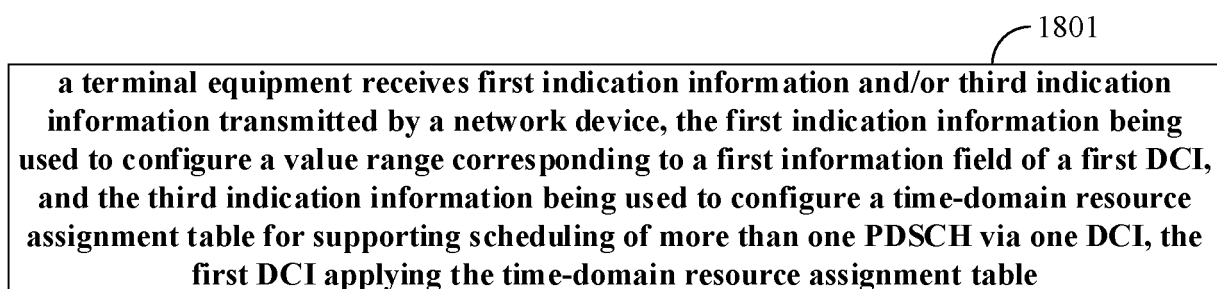 1801
a terminal equipment receives first indication information and/or third indication
information transmitted by a network device, the first indication information being
used to configure a value range corresponding to a first information field of a first DCI,
and the third indication information being used to configure a time-domain resource
assignment table for supporting scheduling of more than one PDSCH via one DCI, the
first DCI applying the time-domain resource assignment table